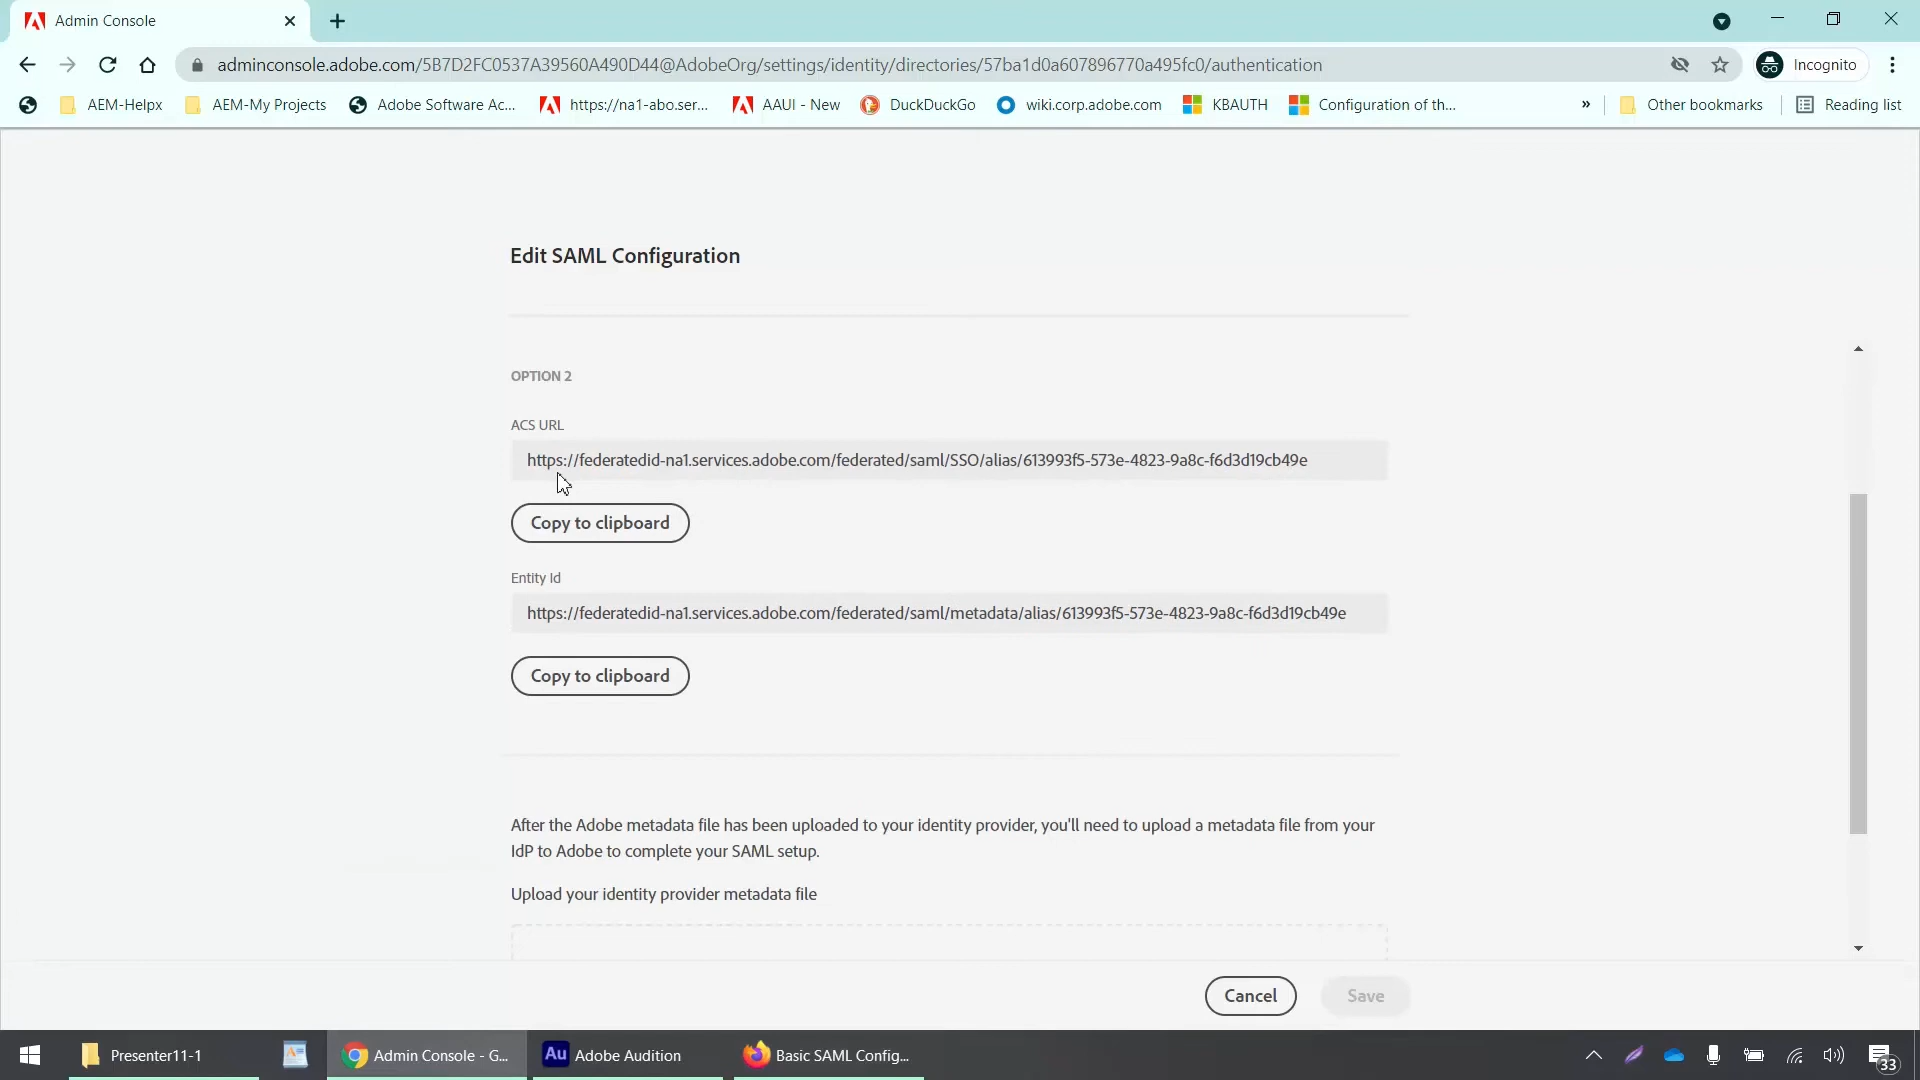 Admin Console
adminconsole.adobe.com/5B7D2FC0537A39560A490D44@AdobeOrg/settings/identity/directories/57ba1d0a607896770a495fc0/authentication
Incognito
AEM-Helpx
AEM-My Projects
Adobe Software Ac...
https://na1-abo.ser...
AAUI - New
DuckDuckGo
wiki.corp.adobe.com
KBAUTH
Configuration of th...
»
Other bookmarks
Reading list
Edit SAML Configuration
OPTION 2
ACS URL
https://federatedid-na1.services.adobe.com/federated/saml/SSO/alias/613993f5-573e-4823-9a8c-f6d3d19cb49e
Copy to clipboard
Entity Id
https://federatedid-na1.services.adobe.com/federated/saml/metadata/alias/613993f5-573e-4823-9a8c-f6d3d19cb49e
Copy to clipboard
After the Adobe metadata file has been uploaded to your identity provider, you'll need to upload a metadata file from your
IdP to Adobe to complete your SAML setup.
Upload your identity provider metadata file
Cancel
Save
Presenter11-1
Admin Console - G...
Au
Adobe Audition
Basic SAML Config...
33